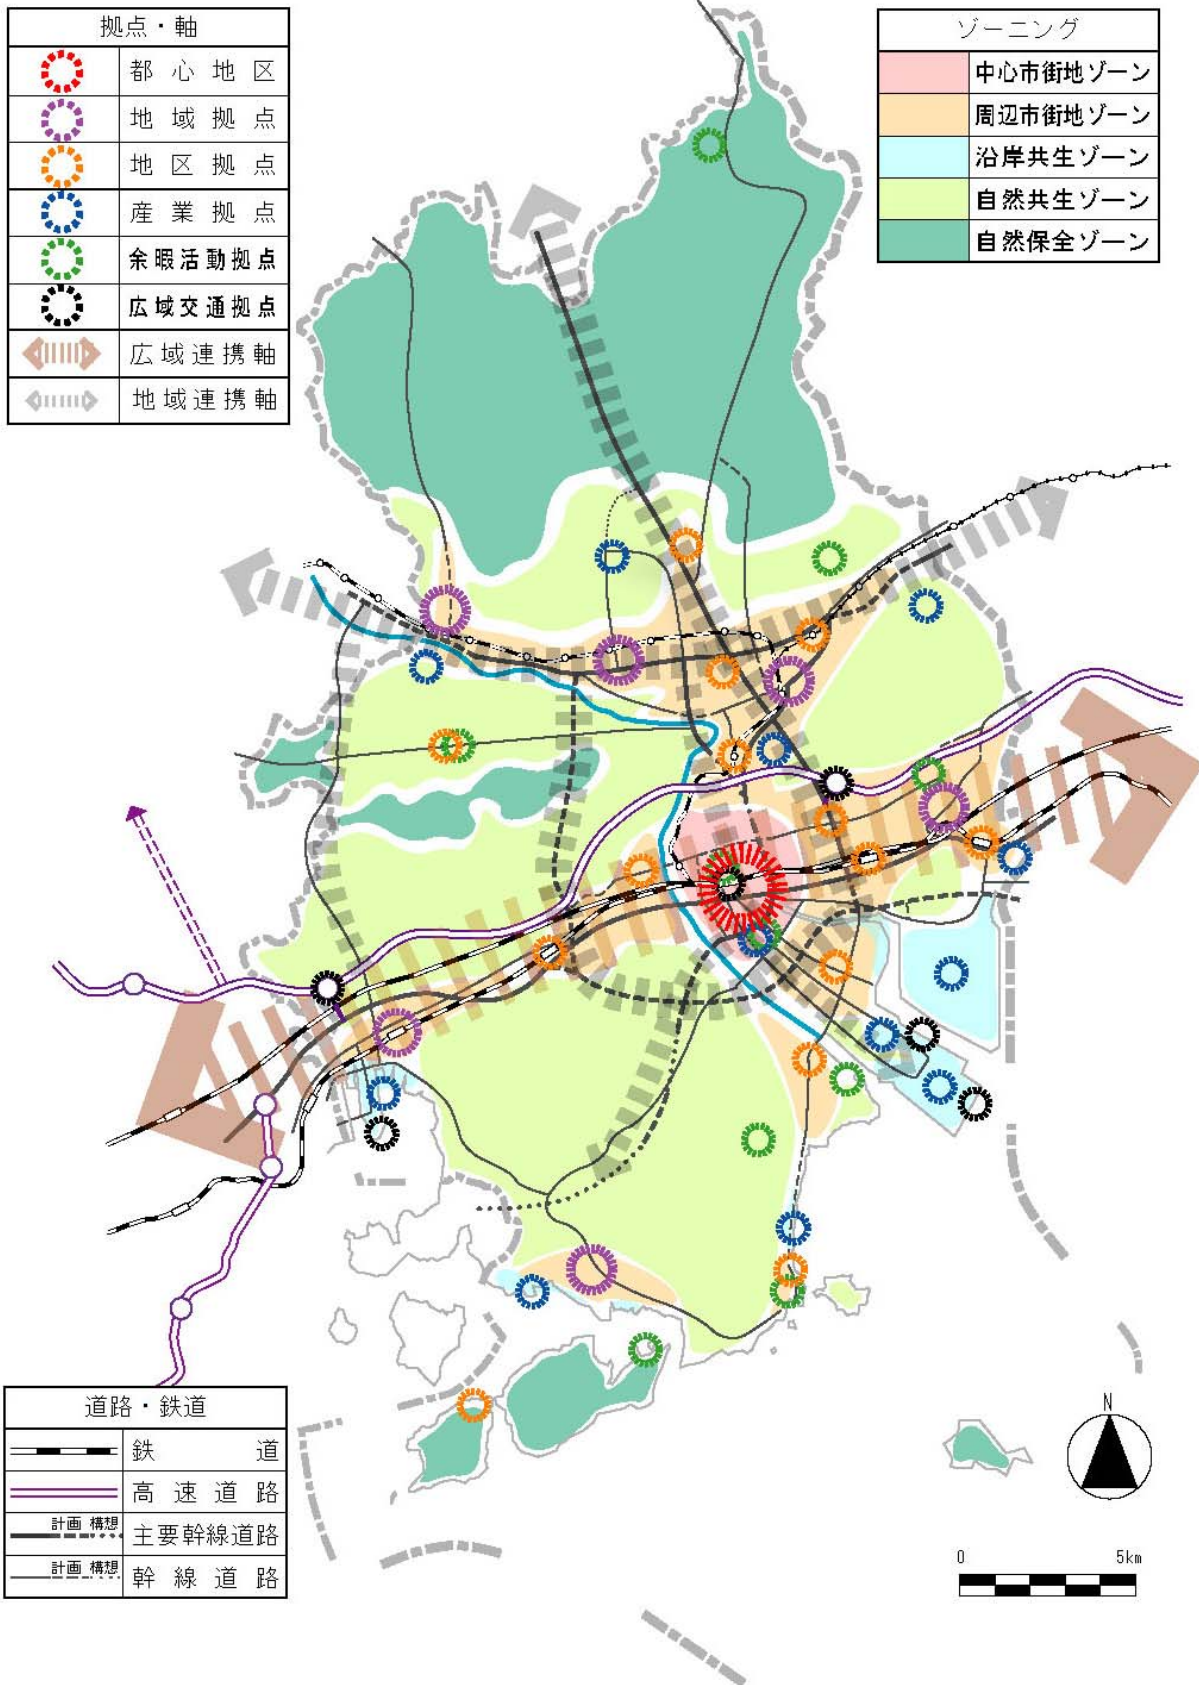 拠点・軸
都心地区
地域拠点
地区拠点
産業拠点
余暇活動拠点
広域交通拠点
広域連携軸
地域連携軸
ゾーニング
中心市街地ゾーン
周辺市街地ゾーン
沿岸共生ゾーン
自然共生ゾーン
自然保全ゾーン
道路・鉄道
鉄道
高速道路
計画 構想 主要幹線道路
計画 構想 幹線道路
N
0 5km